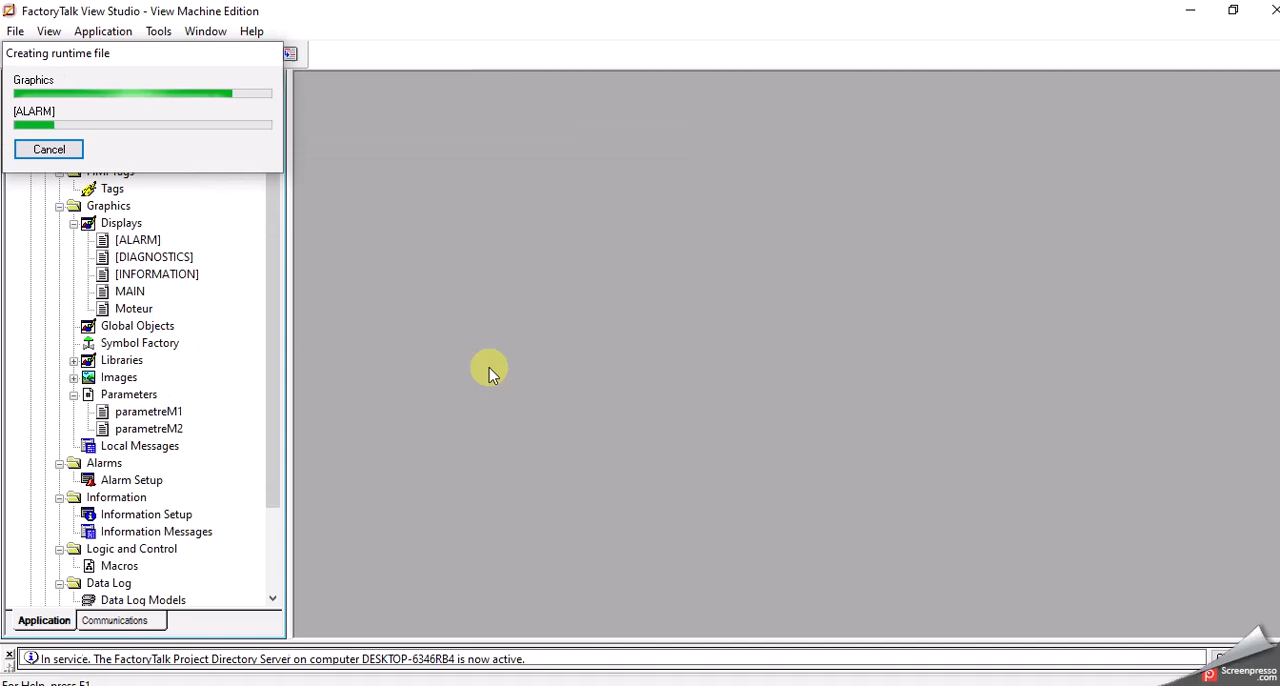 FactoryTalk View Studio - View Machine Edition
File View Application Tools Window Help
Creating runtime file
Graphics
[ALARM]
Cancel
HMI Tags
Tags
Graphics
Displays
[ALARM]
[DIAGNOSTICS]
[INFORMATION]
MAIN
Moteur
Global Objects
Symbol Factory
Libraries
Images
Parameters
parametreM1
parametreM2
Local Messages
Alarms
Alarm Setup
Information
Information Setup
Information Messages
Logic and Control
Macros
Data Log
Data Log Models
Application Communications
In service. The FactoryTalk Project Directory Server on computer DESKTOP-6346RB4 is now active.
For Help, press F1
Screenpresso
.com